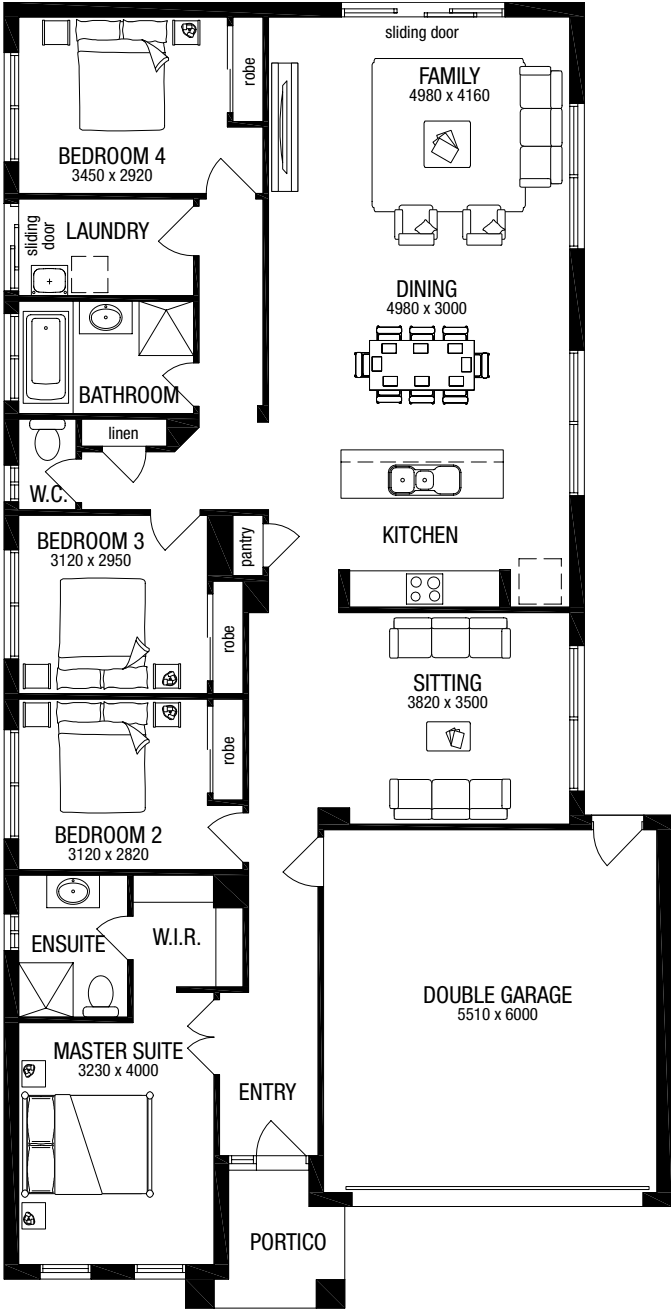 sliding door
FAMILY
4980 x 4160
robe
BEDROOM 4
3450 x 2920
sliding
door
LAUNDRY
DINING
4980 x 3000
BATHROOM
linen
W.C.
KITCHEN
pantry
BEDROOM 3
3120 x 2950
robe
SITTING
3820 x 3500
robe
BEDROOM 2
3120 x 2820
ENSUITE
W.I.R.
DOUBLE GARAGE
5510 x 6000
MASTER SUITE
3230 x 4000
ENTRY
PORTICO